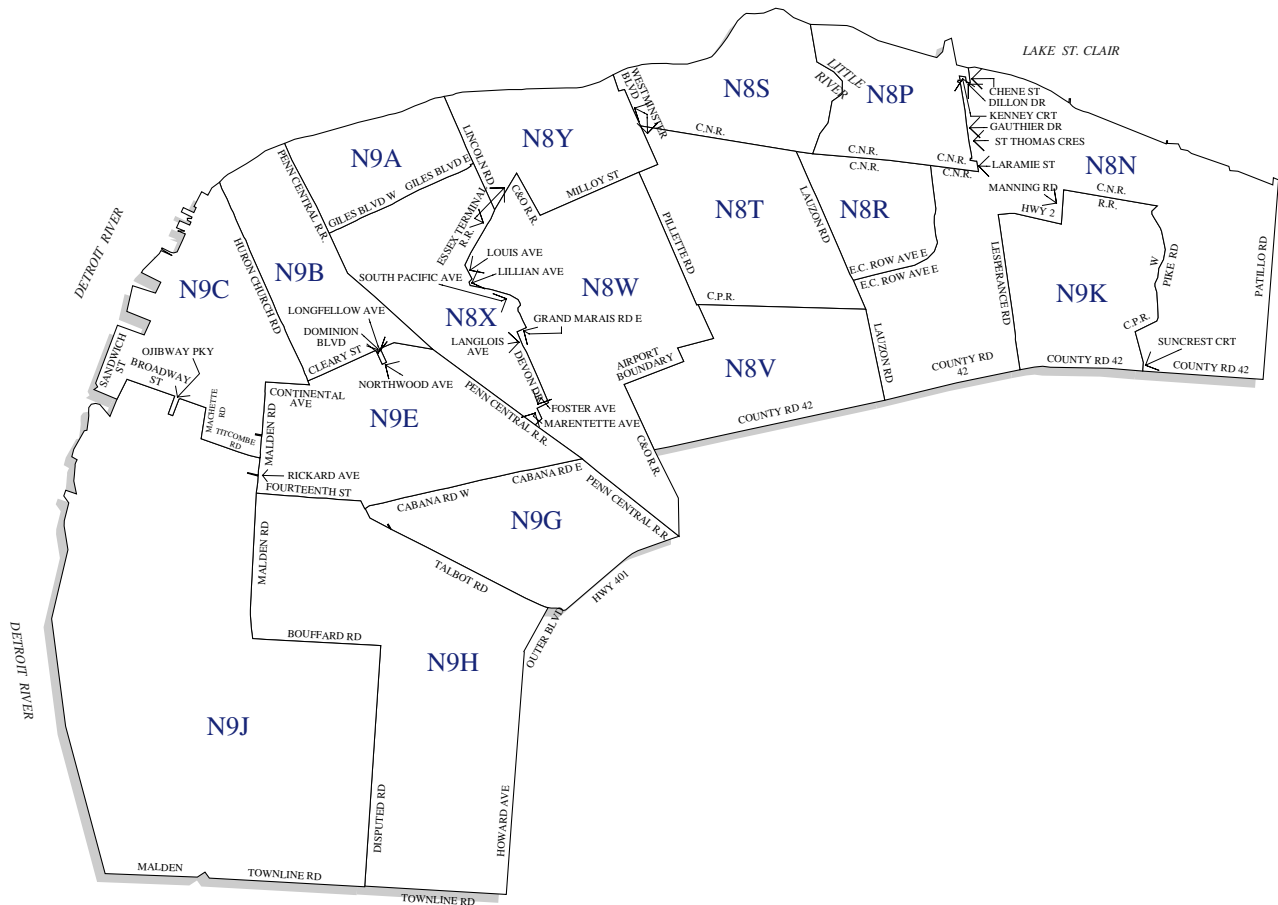 LAKE ST. CLAIR
N8S
LITTLE
RIVER
N8P
WESTMINSTER
BLVD
CHENE ST
DILLON DR
KENNEY CRT
GAUTHIER DR
ST THOMAS CRES
LARAMIE ST
N8N
MANNING RD
C.N.R.
C.N.R.
C.N.R.
C.N.R.
C.N.R.
C.N.R.
R.R.
HWY 2
N9A
N8Y
LINCOLN RD
PENN CENTRAL R.R.
GILES BLVD W
GILES BLVD E
C&O R.R.
MILLOY ST
ESSEX TERMINAL
R.R.
N8T
PILLETTE RD
LAUZON RD
N8R
E.C. ROW AVE E
E.C. ROW AVE E
LESPERANCE RD
N9K
W
PIKE RD
PATILLO RD
DETROIT RIVER
HURON CHURCH RD
N9B
N9C
LOUIS AVE
LILLIAN AVE
SOUTH PACIFIC AVE
N8W
N8X
C.P.R.
C.P.R.
LONGFELLOW AVE
DOMINION
BLVD
GRAND MARAIS RD E
LANGLOIS
AVE
DEVON DR
AIRPORT
BOUNDARY
N8V
LAUZON RD
COUNTY RD
42
COUNTY RD 42
SUNCREST CRT
COUNTY RD 42
COUNTY RD 42
SANDWICH
ST
OJIBWAY PKY
BROADWAY
ST
CLEARY ST
NORTHWOOD AVE
CONTINENTAL
AVE
N9E
PENN CENTRAL R.R.
FOSTER AVE
MARENTETTE AVE
C&O R.R.
MACHETTE
RD
TITCOMBE
RD
MALDEN RD
RICKARD AVE
FOURTEENTH ST
CABANA RD W
CABANA RD E
PENN CENTRAL R.R.
N9G
MALDEN RD
TALBOT RD
HWY 401
BOUFFARD RD
OUTER BLVD
N9H
DETROIT RIVER
N9J
DISPUTED RD
HOWARD AVE
MALDEN
TOWNLINE RD
TOWNLINE RD